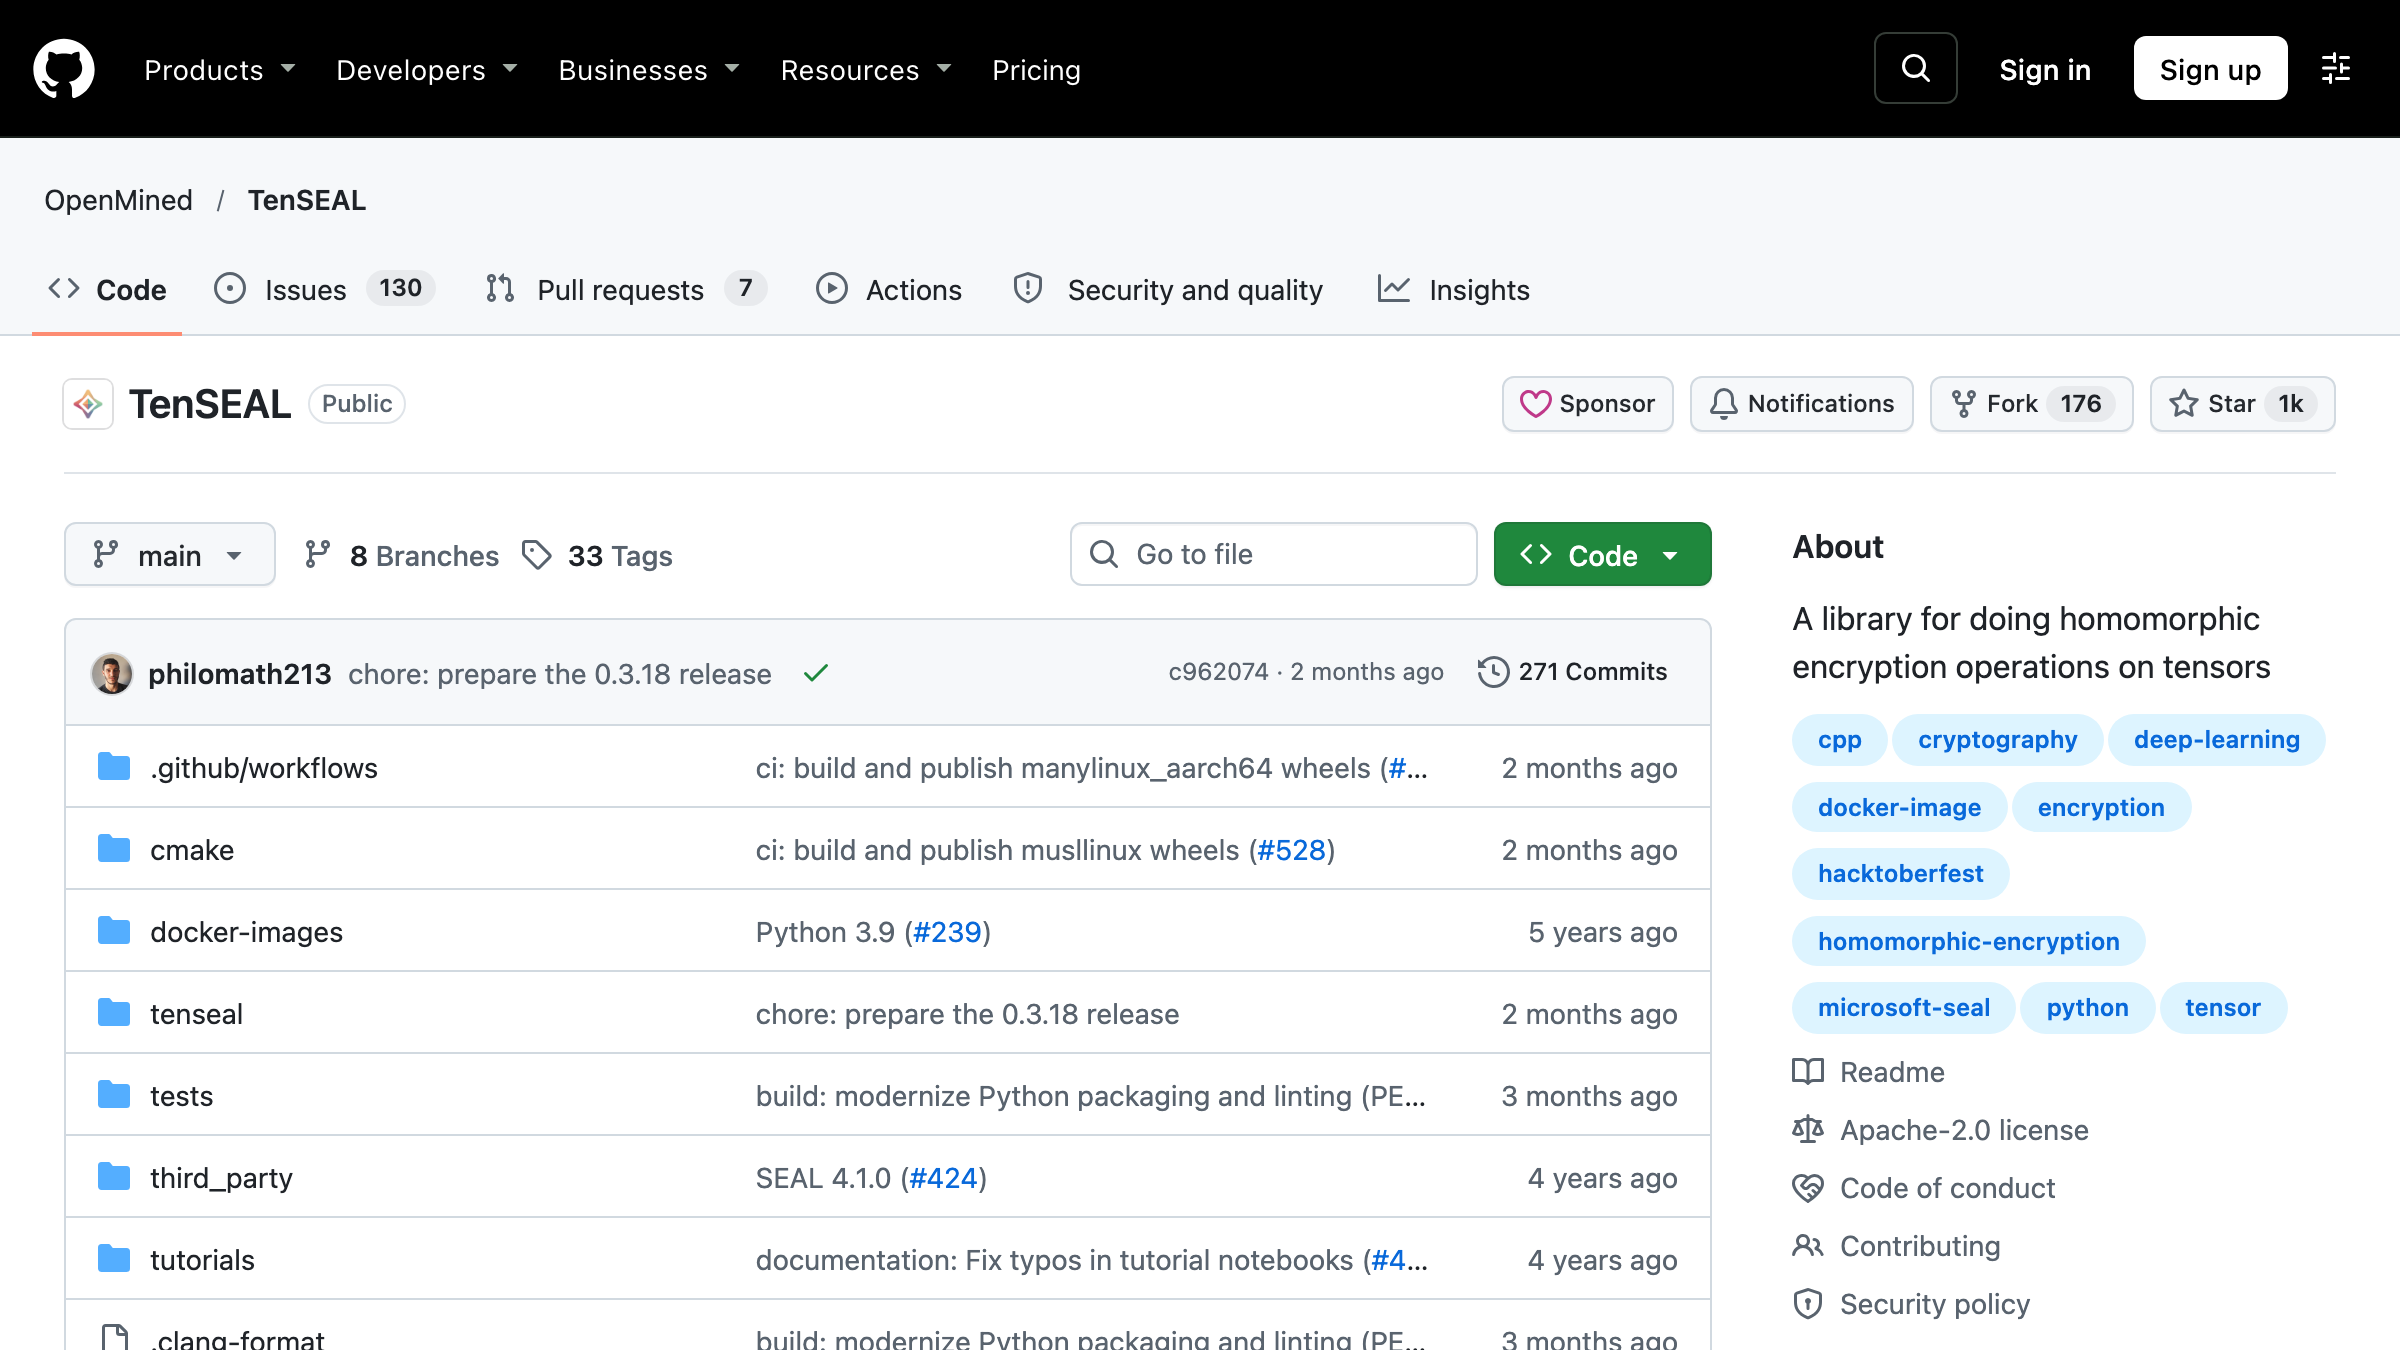 Products Developers Businesses Resources Pricing Sign in Sign up
OpenMined / TenSEAL
Code Issues 130 Pull requests 7 Actions Security and quality Insights
TenSEAL Public Sponsor Notifications Fork 176 Star 1k
main 8 Branches 33 Tags Go to file Code
philomath213 chore: prepare the 0.3.18 release c962074 · 2 months ago 271 Commits
.github/workflows ci: build and publish manylinux_aarch64 wheels (#... 2 months ago
cmake ci: build and publish musllinux wheels (#528) 2 months ago
docker-images Python 3.9 (#239) 5 years ago
tenseal chore: prepare the 0.3.18 release 2 months ago
tests build: modernize Python packaging and linting (PE... 3 months ago
third_party SEAL 4.1.0 (#424) 4 years ago
tutorials documentation: Fix typos in tutorial notebooks (#4... 4 years ago
.clang-format build: modernize Python packaging and linting (PE... 3 months ago
About
A library for doing homomorphic
encryption operations on tensors
cpp cryptography deep-learning
docker-image encryption
hacktoberfest
homomorphic-encryption
microsoft-seal python tensor
Readme
Apache-2.0 license
Code of conduct
Contributing
Security policy